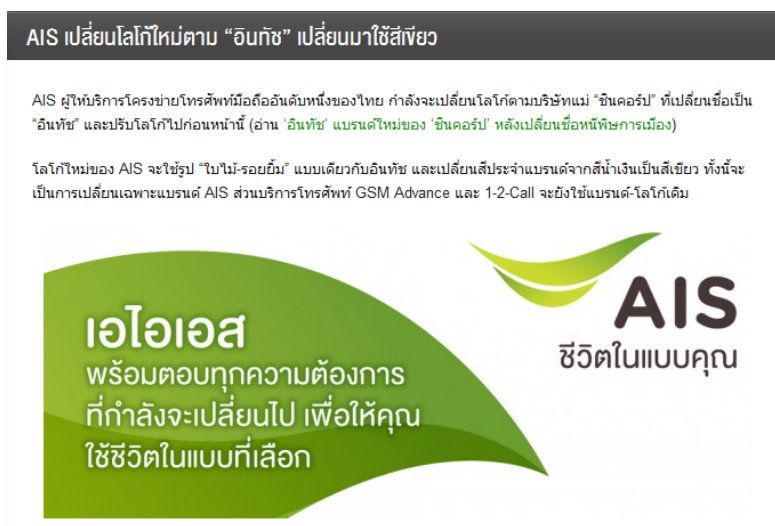 AIS เปลี่ยนโลโก้ใหม่ตาม “อินทัช” เปลี่ยนมาใช้สีเขียว
AIS ผู้ให้บริการโครงข่ายโทรศัพท์มือถืออันดับหนึ่งของไทย กำลังจะเปลี่ยนโลโก้ตามบริษัทแม่ “ชินคอร์ป” ที่เปลี่ยนชื่อเป็น
“อินทัช” และปรับโลโก้ไปก่อนหน้านี้ (อ่าน ‘อินทัช’ แบรนด์ใหม่ของ ‘ชินคอร์ป’ หลังเปลี่ยนชื่อหนีพิษการเมือง)
โลโก้ใหม่ของ AIS จะใช้รูป “ใบไม้-รอยยิ้ม” แบบเดียวกับอินทัช และเปลี่ยนสีประจำแบรนด์จากสีน้ำเงินเป็นสีเขียว ทั้งนี้จะ
เป็นการเปลี่ยนเฉพาะแบรนด์ AIS ส่วนบริการโทรศัพท์ GSM Advance และ 1-2-Call จะยังใช้แบรนด์-โลโก้เดิม
เอไอเอส
พร้อมตอบทุกความต้องการ
ที่กำลังจะเปลี่ยนไป เพื่อให้คุณ
ใช้ชีวิตในแบบที่เลือก
AIS
ชีวิตในแบบคุณ